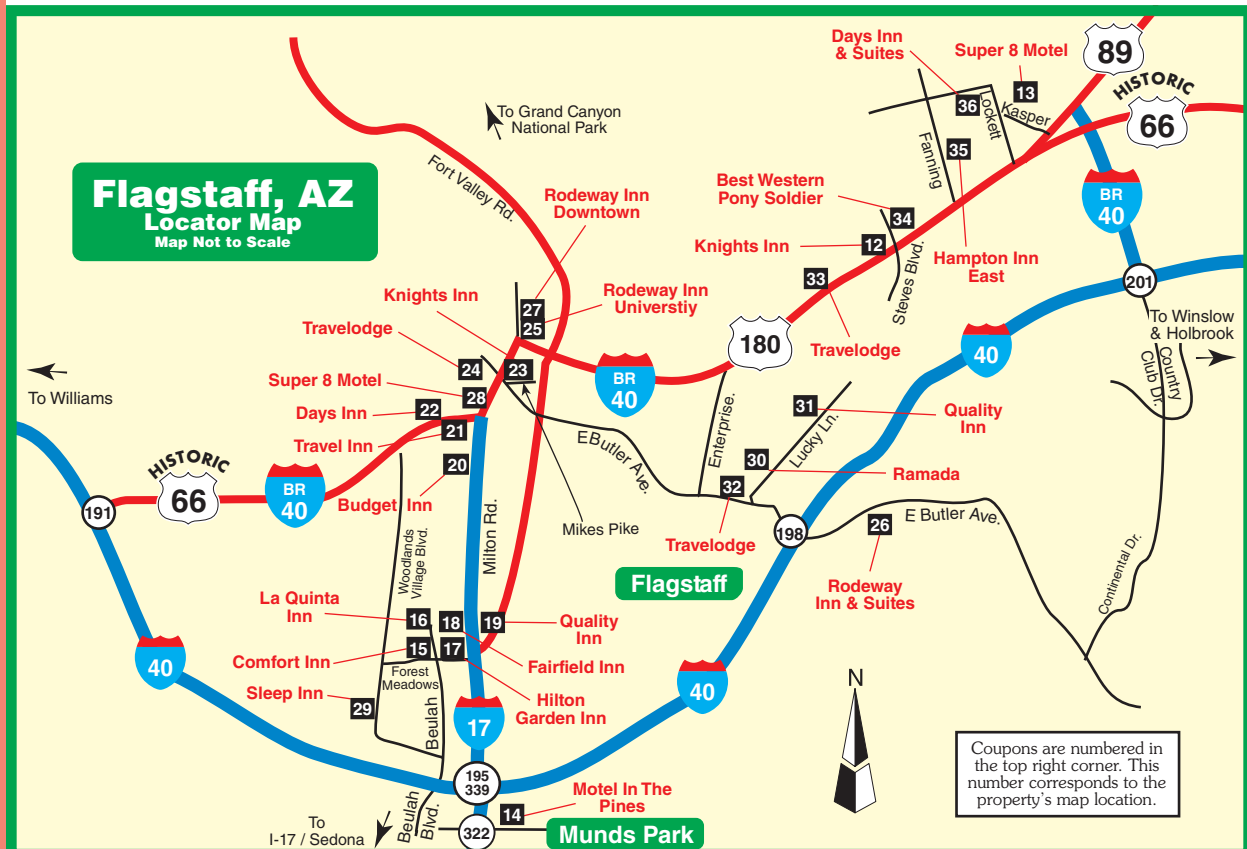 Flagstaff, AZ
Locator Map
Map Not to Scale
To Grand Canyon
National Park
Fort Valley Rd.
Days Inn
& Suites
Super 8 Motel
89
HISTORIC
66
13
36
Lockett
Kasper
Fanning
35
BR
40
Best Western
Pony Soldier
34
Knights Inn
12
Hampton Inn
East
Steves Blvd.
33
Travelodge
201
To Winslow
& Holbrook
Country
Club Dr.
40
Rodeway Inn
Downtown
27
25
Rodeway Inn
Universtiy
Knights Inn
Travelodge
24
23
180
BR
40
Super 8 Motel
28
Days Inn
22
Travel Inn
21
20
Budget Inn
To Williams
HISTORIC
66
BR
40
191
E Butler Ave.
Mikes Pike
Enterprise.
Lucky Ln.
31
Quality
Inn
30
Ramada
32
Travelodge
198
E Butler Ave.
26
Rodeway
Inn & Suites
Continental Dr.
Flagstaff
Milton Rd.
Woodlands
Village Blvd.
La Quinta
Inn
16
18
19
Quality
Inn
Comfort Inn
15
17
Fairfield Inn
Forest
Meadows
Sleep Inn
29
Beulah
Hilton
Garden Inn
40
17
40
195
339
N
Coupons are numbered in
the top right corner. This
number corresponds to the
property's map location.
Motel In The
Pines
14
Beulah
Blvd.
To
I-17 / Sedona
322
Munds Park